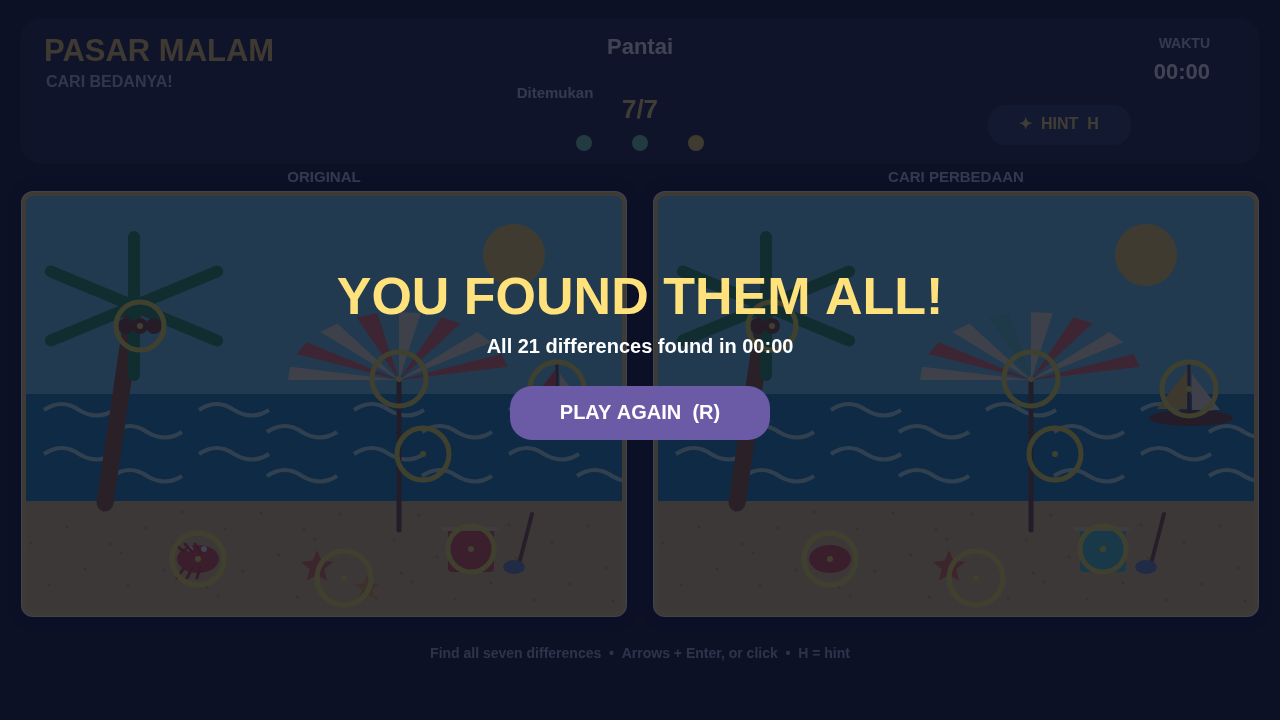 PASAR MALAM
CARI BEDANYA!
Pantai
Ditemukan
7/7
WAKTU
00:00
✦ HINT H
ORIGINAL
CARI PERBEDAAN
YOU FOUND THEM ALL!
All 21 differences found in 00:00
PLAY AGAIN (R)
Find all seven differences • Arrows + Enter, or click • H = hint